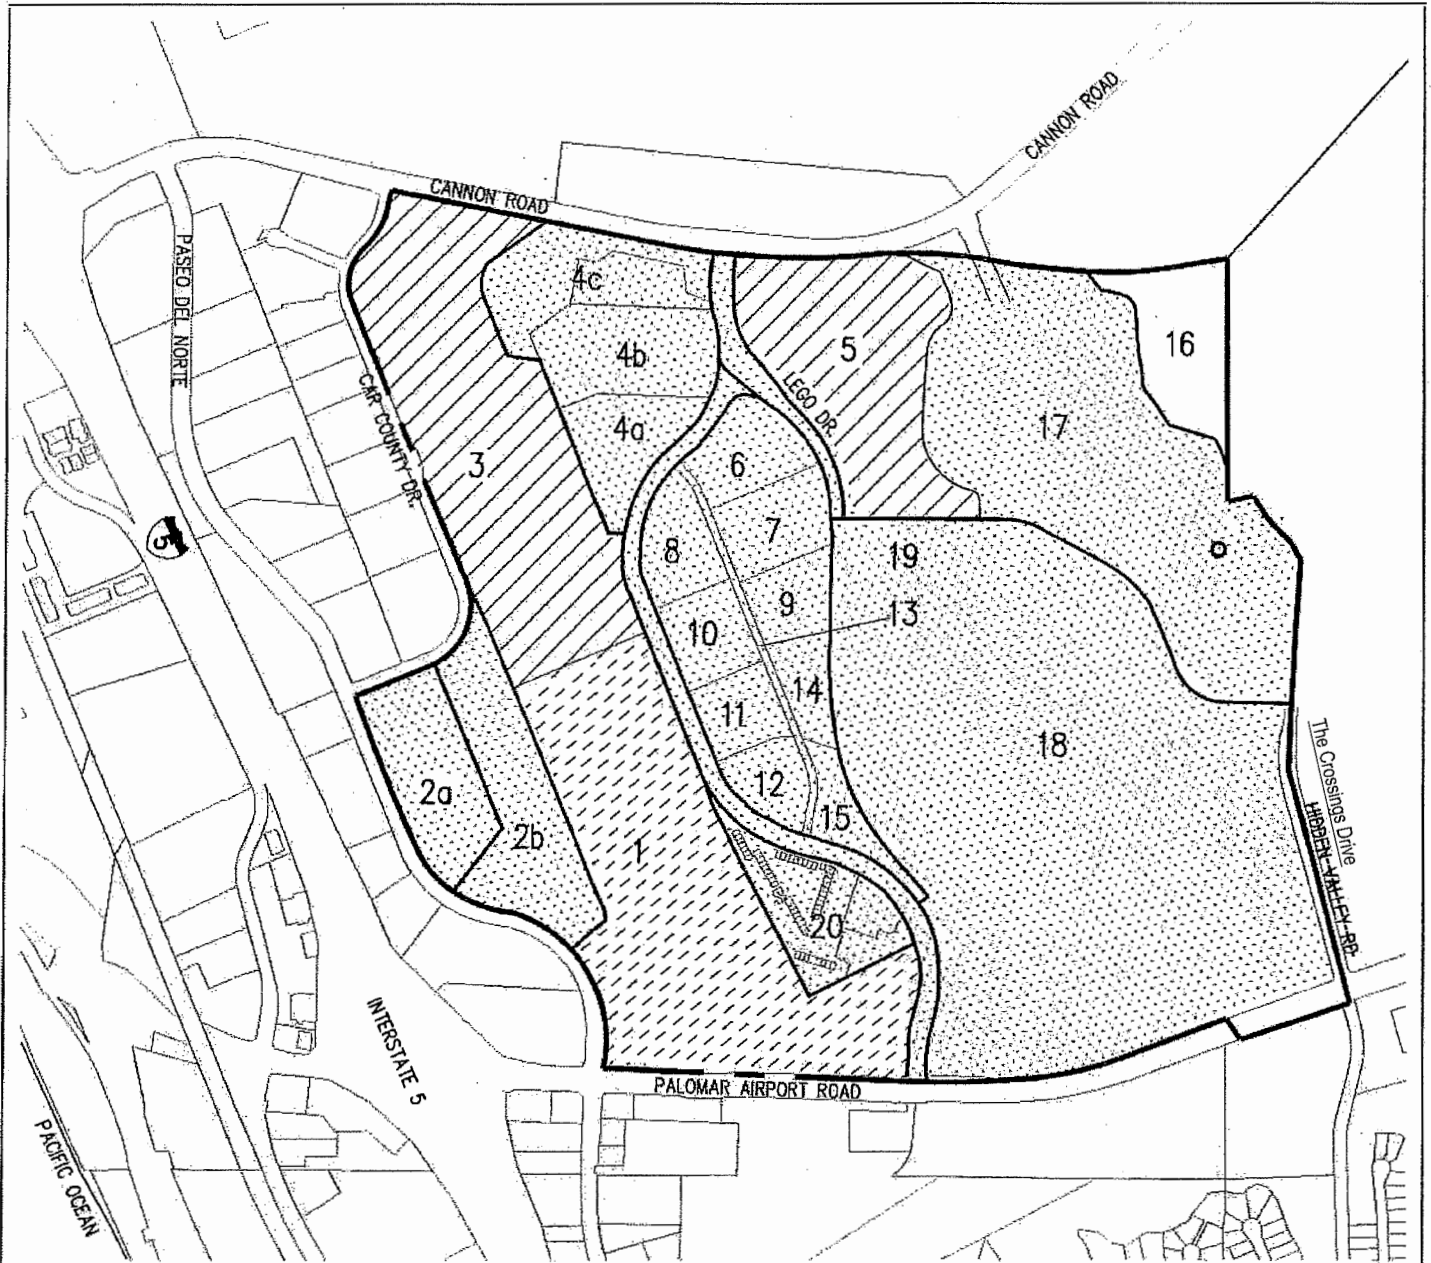 CANNON ROAD
CANNON ROAD
PASEO DEL NORTE
4c
16
5
4b
LEGO DR.
17
CAR COUNTY DR.
4a
3
6
5
7
8
19
9
13
10
14
11
18
The Crossings Drive
2a
12
HIDDEN VALLEY RD
15
2b
1
20
INTERSTATE 5
PALOMAR AIRPORT ROAD
PACIFIC OCEAN